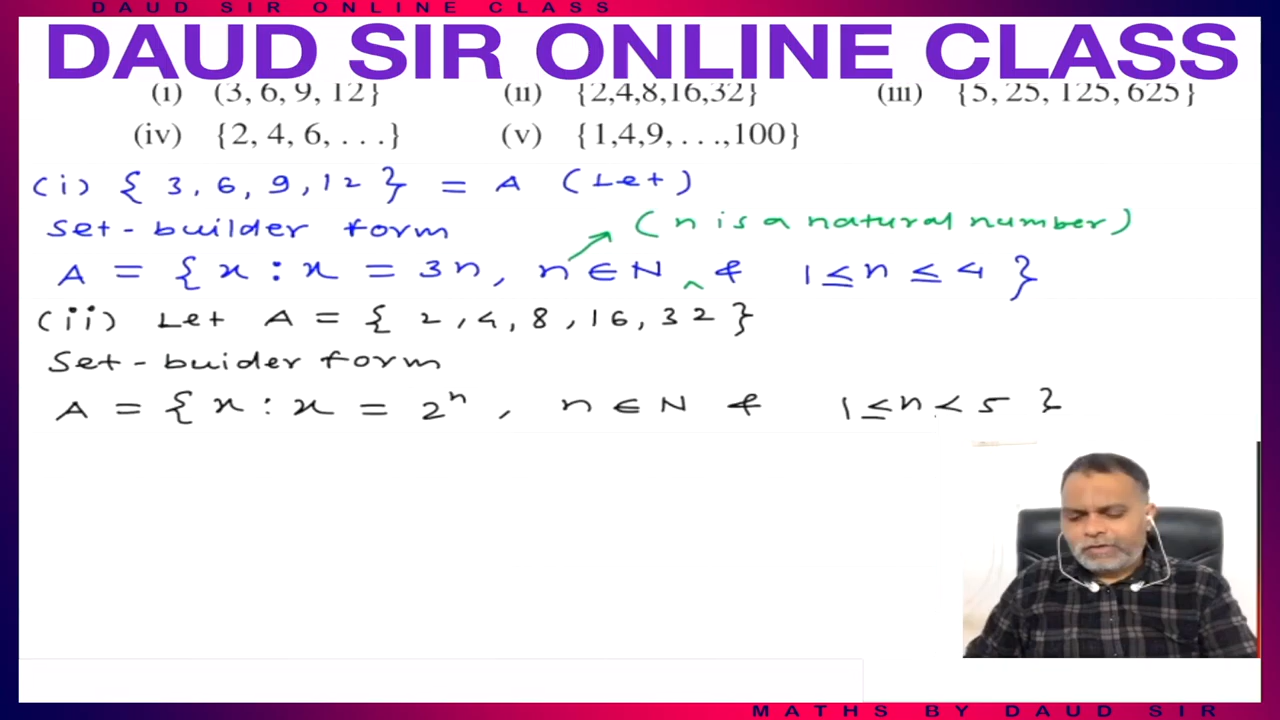 DAUD SIR ONLINE CLASS
DAUD SIR ONLINE CLASS
(i) (3, 6, 9, 12} (ii) {2,4,8,16,32} (iii) {5, 25, 125, 625}
(iv) {2, 4, 6, . . .} (v) {1,4,9, . . .,100}
(i) { 3, 6, 9, 12 } = A (Let)
Set-builder form (n is a natural number)
A = { x : x = 3n, n ∈ N & 1 ≤ n ≤ 4 }
(ii) Let A = { 2, 4, 8, 16, 32 }
Set-buider form
A = { x : x = 2ⁿ, n ∈ N & 1 ≤ n < 5 }
MATHS BY DAUD SIR